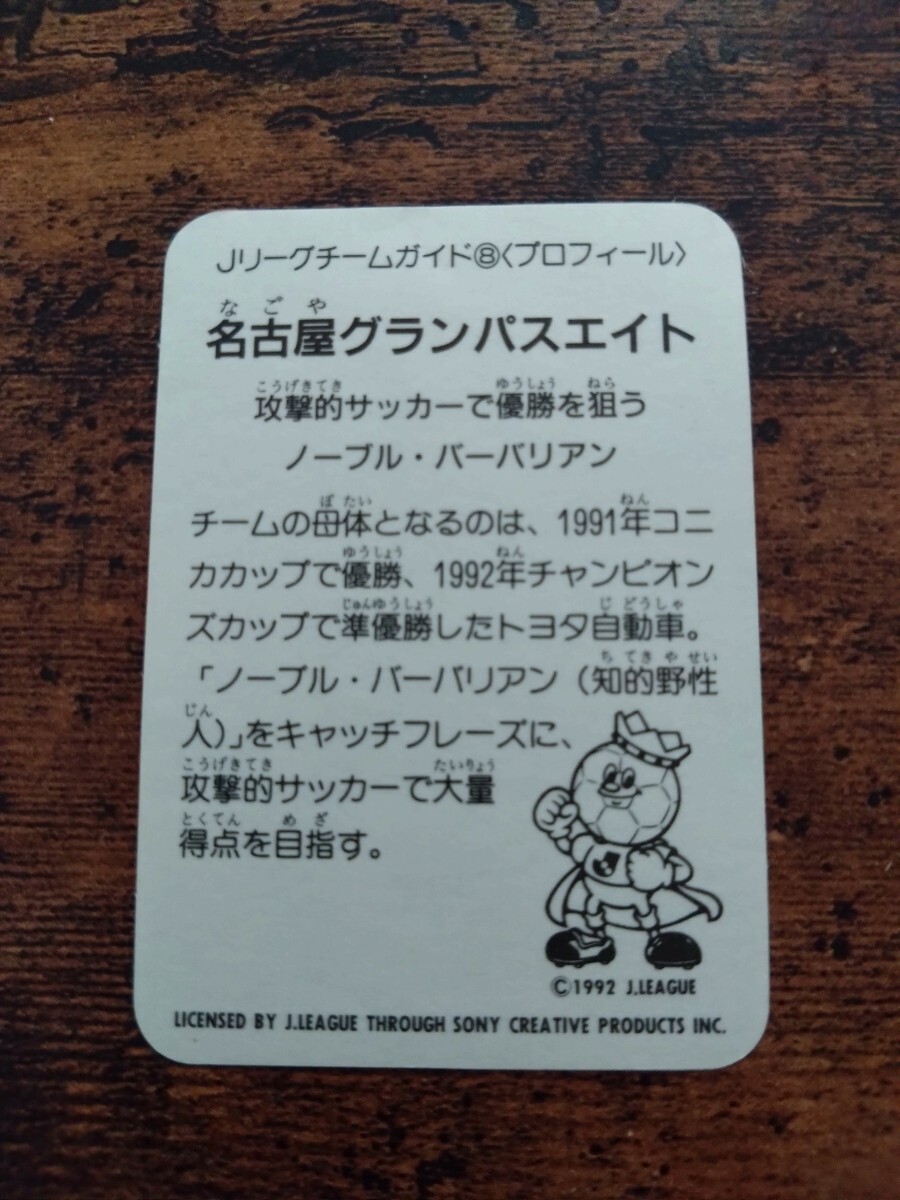 Jリーグチームガイド⑧〈プロフィール〉
なごや
名古屋グランパスエイト
こうげきてき ゆうしょう ねら
攻撃的サッカーで優勝を狙う
ノーブル・バーバリアン
ぼたい ねん
チームの母体となるのは、1991年コニ
ゆうしょう ねん
カカップで優勝、1992年チャンピオン
じゅんゆうしょう じどうしゃ
ズカップで準優勝したトヨタ自動車。
ちてきやせい
「ノーブル・バーバリアン（知的野性
じん
人）」をキャッチフレーズに、
こうげきてき たいりょう
攻撃的サッカーで大量
とくてん めざ
得点を目指す。
©1992 J.LEAGUE
LICENSED BY J.LEAGUE THROUGH SONY CREATIVE PRODUCTS INC.